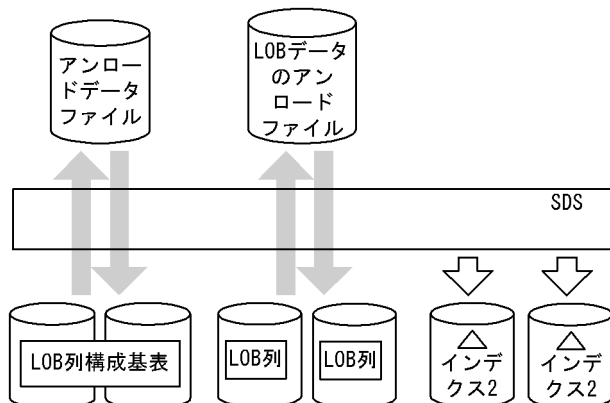 アンロー
ドデータ
ファイル
LOBデータ
のアン
ロード
ファイル
SDS
LOB列構成基表
LOB列
LOB列
インデ
クス2
インデ
クス2